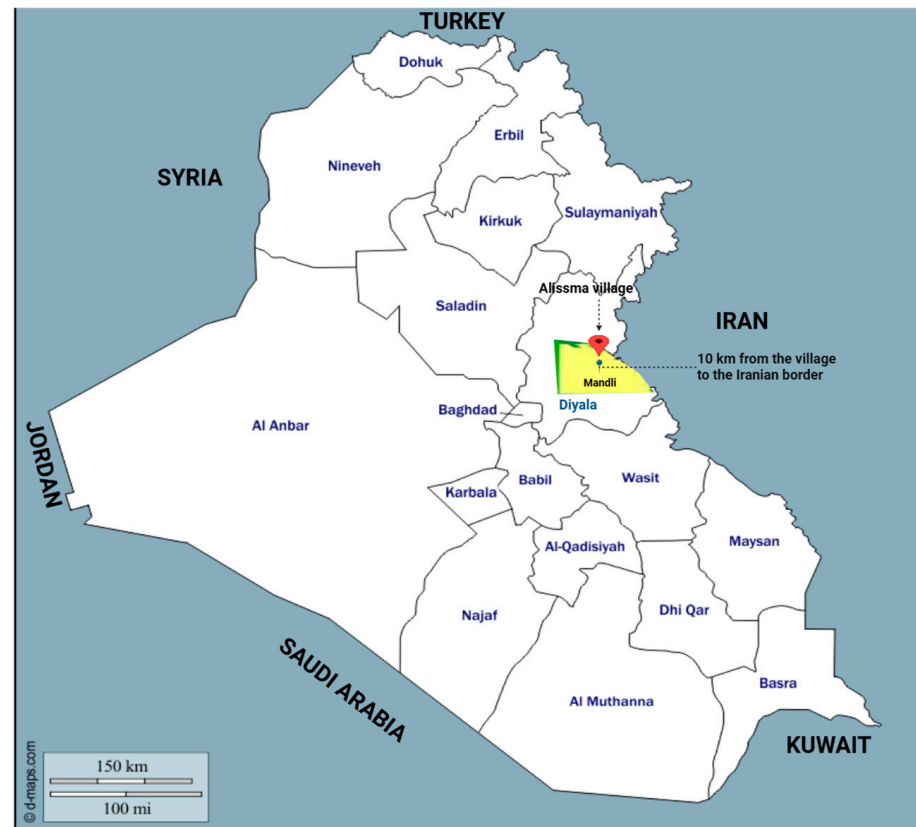 TURKEY
Dohuk
Erbil
SYRIA
Nineveh
Kirkuk
Sulaymaniyah
Alissma village
Saladin
IRAN
10 km from the village
to the Iranian border
Mandli
Diyala
Baghdad
Al Anbar
JORDAN
Babil
Wasit
Karbala
Maysan
Al-Qadisiyah
Najaf
Dhi Qar
SAUDI ARABIA
Basra
Al Muthanna
KUWAIT
150 km
100 mi
© d-maps.com